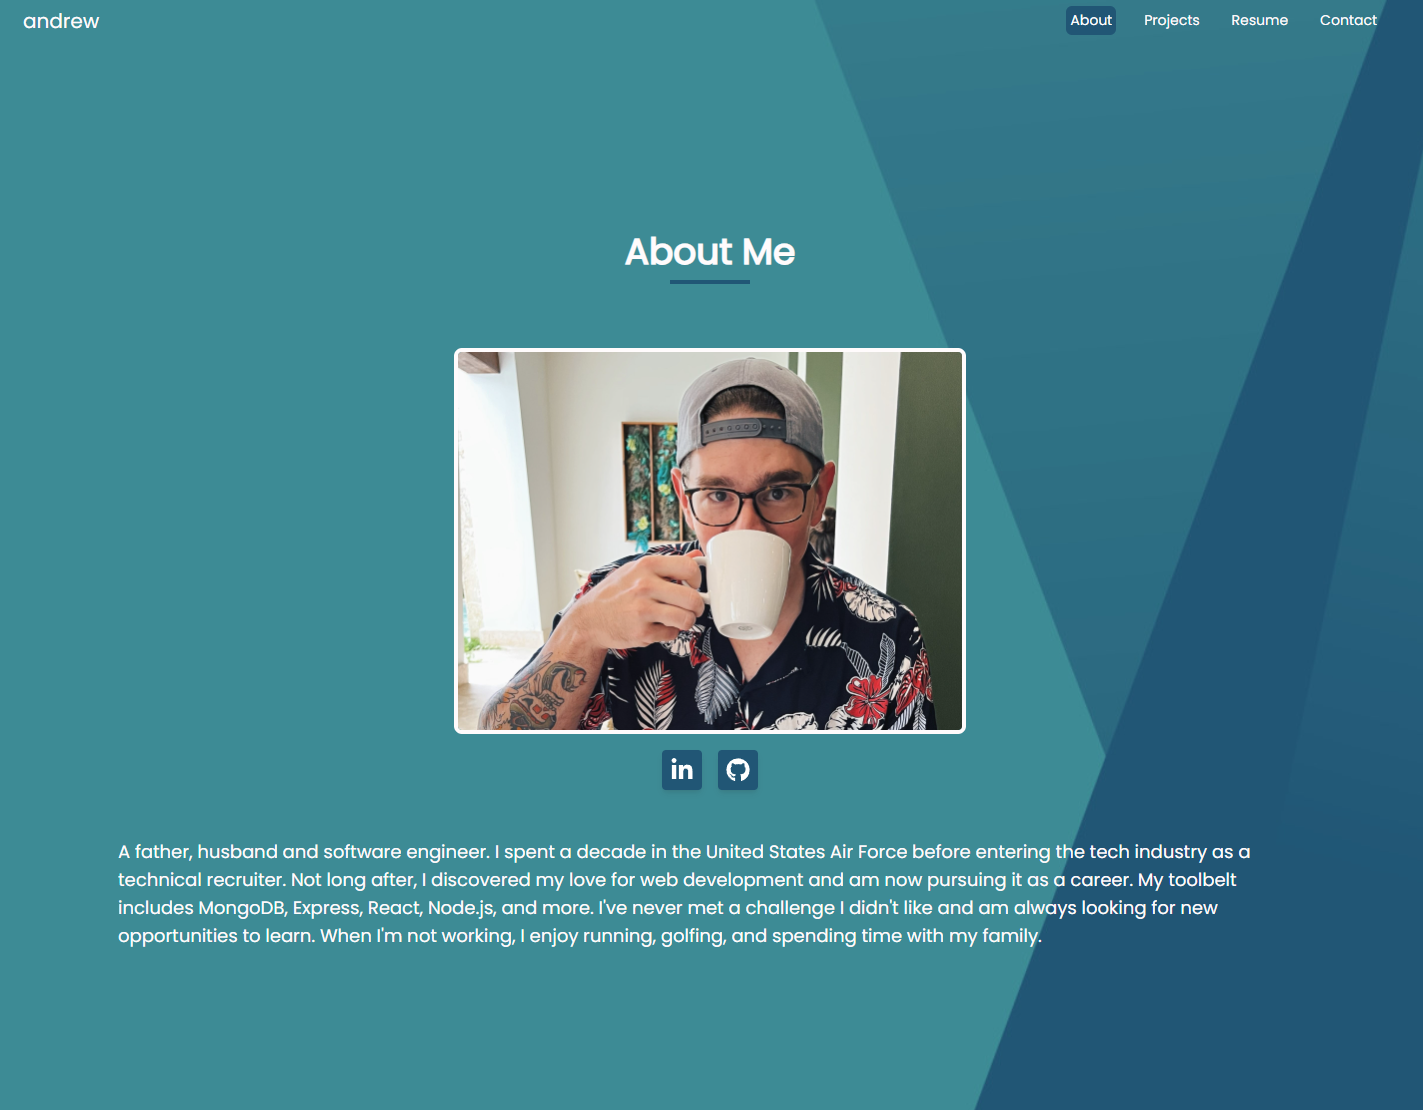 andrew
About Projects Resume Contact
About Me
in
A father, husband and software engineer. I spent a decade in the United States Air Force before entering the tech industry as a
technical recruiter. Not long after, I discovered my love for web development and am now pursuing it as a career. My toolbelt
includes MongoDB, Express, React, Node.js, and more. I've never met a challenge I didn't like and am always looking for new
opportunities to learn. When I'm not working, I enjoy running, golfing, and spending time with my family.